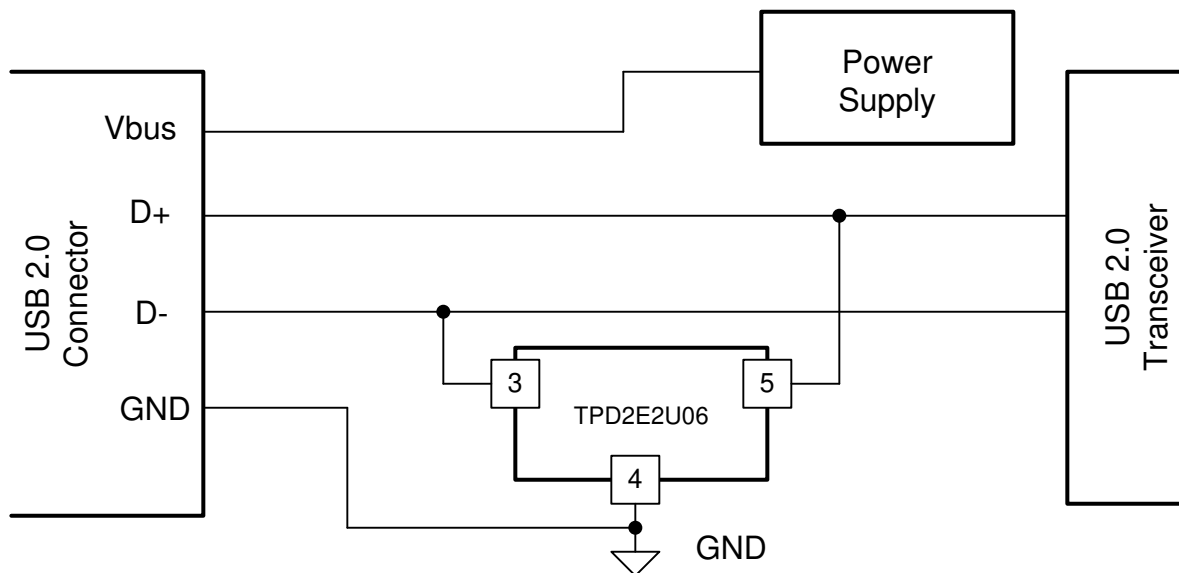 Power
Supply
Vbus
D+
D-
GND
USB 2.0
Connector
USB 2.0
Transceiver
3
5
TPD2E2U06
4
GND